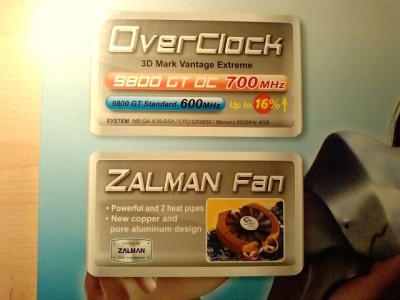 OverClock
3D Mark Vantage Extreme
9800 GT OC 700MHz
9800 GT Standard 600MHz Up to 16%
ZALMAN Fan
• Powerful and 2 heat pipes
• New copper and
pure aluminum design
ZALMAN